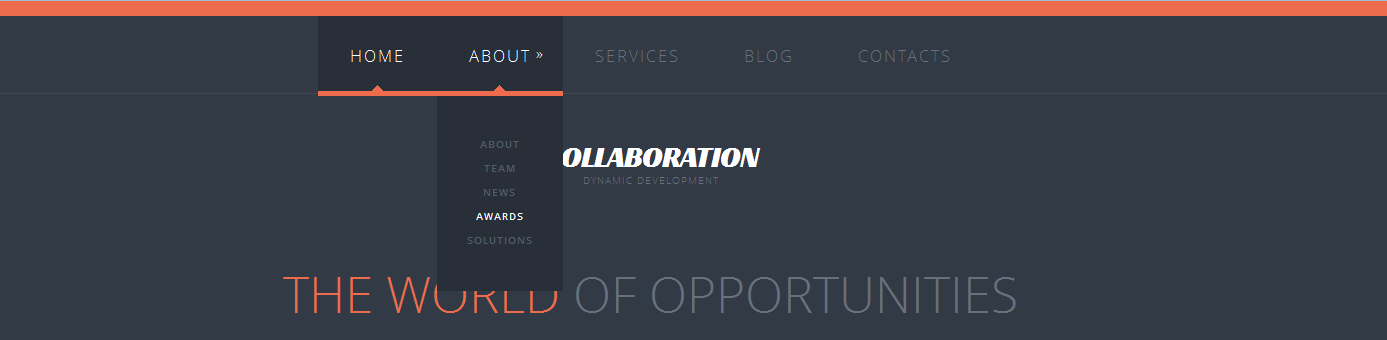 HOME ABOUT » SERVICES BLOG CONTACTS
ABOUT
TEAM
NEWS
AWARDS
SOLUTIONS
OLLABORATION
DYNAMIC DEVELOPMENT
THE WORLD OF OPPORTUNITIES